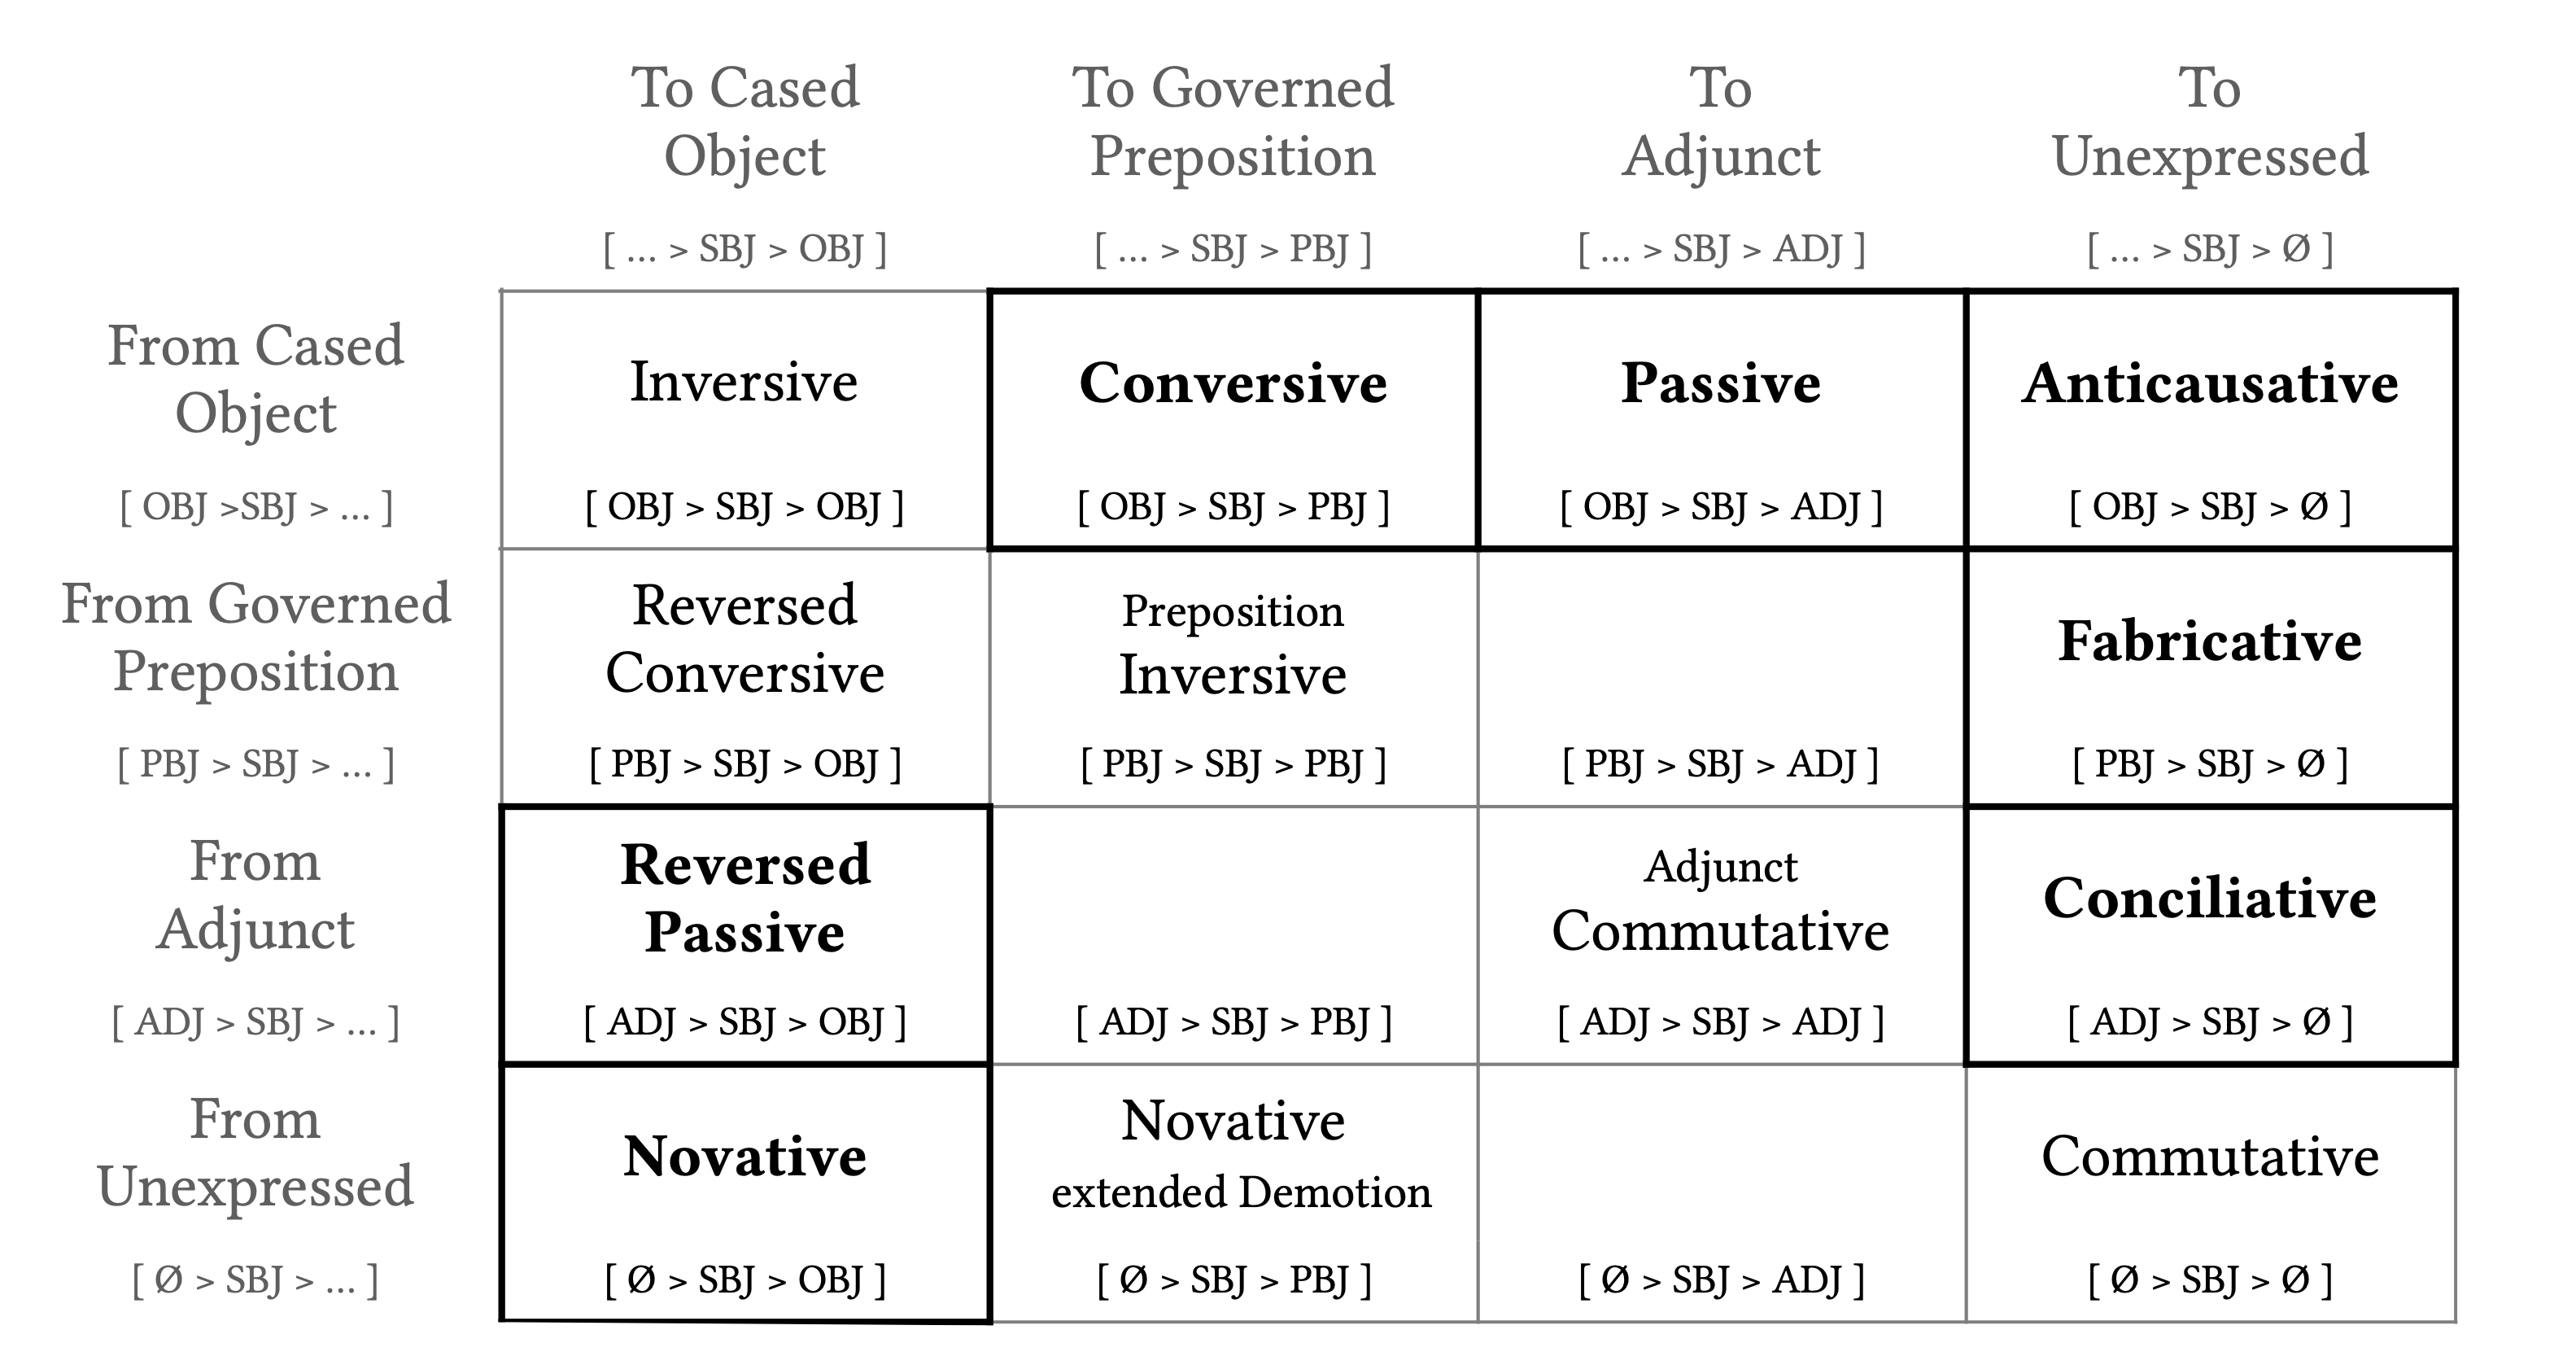 To Cased
Object
[ ... > SBJ > OBJ ]
To Governed
Preposition
[ ... > SBJ > PBJ ]
To
Adjunct
[ ... > SBJ > ADJ ]
To
Unexpressed
[ ... > SBJ > Ø ]
From Cased
Object
[ OBJ >SBJ > ... ]
Inversive
[ OBJ > SBJ > OBJ ]
Conversive
[ OBJ > SBJ > PBJ ]
Passive
[ OBJ > SBJ > ADJ ]
Anticausative
[ OBJ > SBJ > Ø ]
From Governed
Preposition
[ PBJ > SBJ > ... ]
Reversed
Conversive
[ PBJ > SBJ > OBJ ]
Preposition
Inversive
[ PBJ > SBJ > PBJ ]
[ PBJ > SBJ > ADJ ]
Fabricative
[ PBJ > SBJ > Ø ]
From
Adjunct
[ ADJ > SBJ > ... ]
Reversed
Passive
[ ADJ > SBJ > OBJ ]
[ ADJ > SBJ > PBJ ]
Adjunct
Commutative
[ ADJ > SBJ > ADJ ]
Conciliative
[ ADJ > SBJ > Ø ]
From
Unexpressed
[ Ø > SBJ > ... ]
Novative
[ Ø > SBJ > OBJ ]
Novative
extended Demotion
[ Ø > SBJ > PBJ ]
[ Ø > SBJ > ADJ ]
Commutative
[ Ø > SBJ > Ø ]